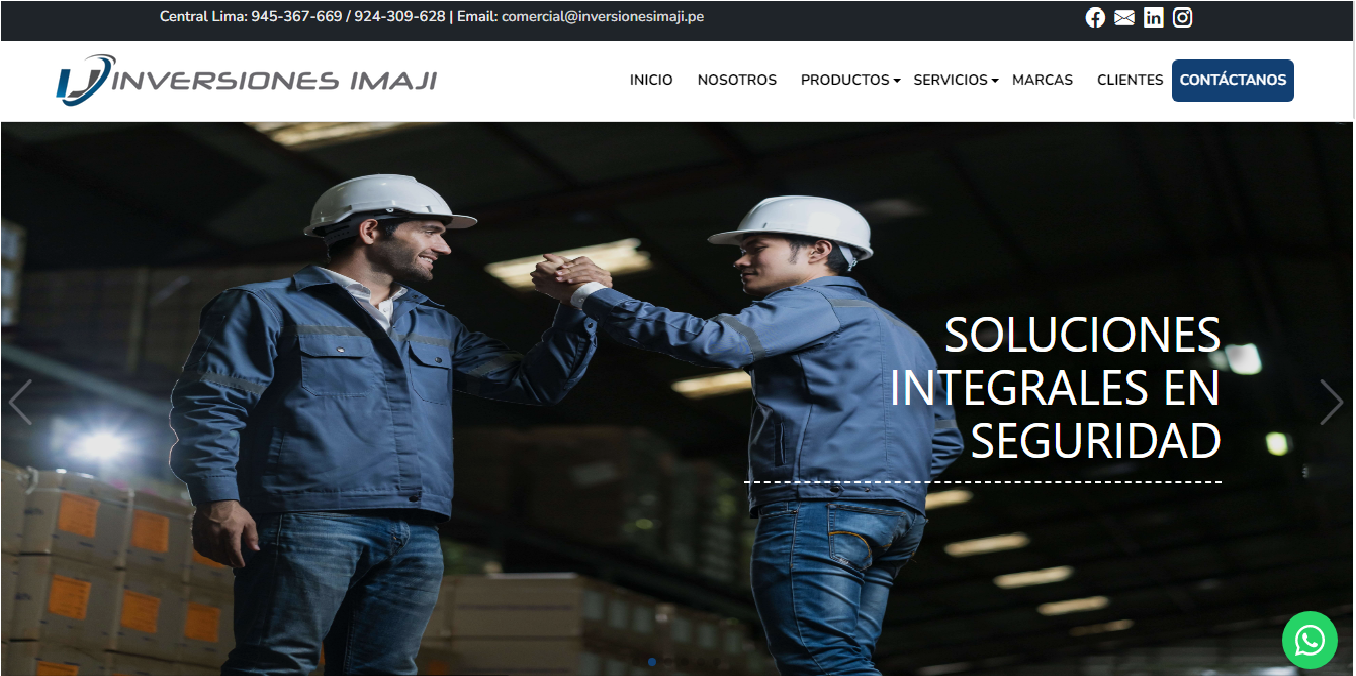 Central Lima: 945-367-669 / 924-309-628 | Email: comercial@inversionesimaji.pe
INVERSIONES IMAJI
INICIO NOSOTROS PRODUCTOS SERVICIOS MARCAS CLIENTES CONTÁCTANOS
SOLUCIONES
INTEGRALES EN
SEGURIDAD